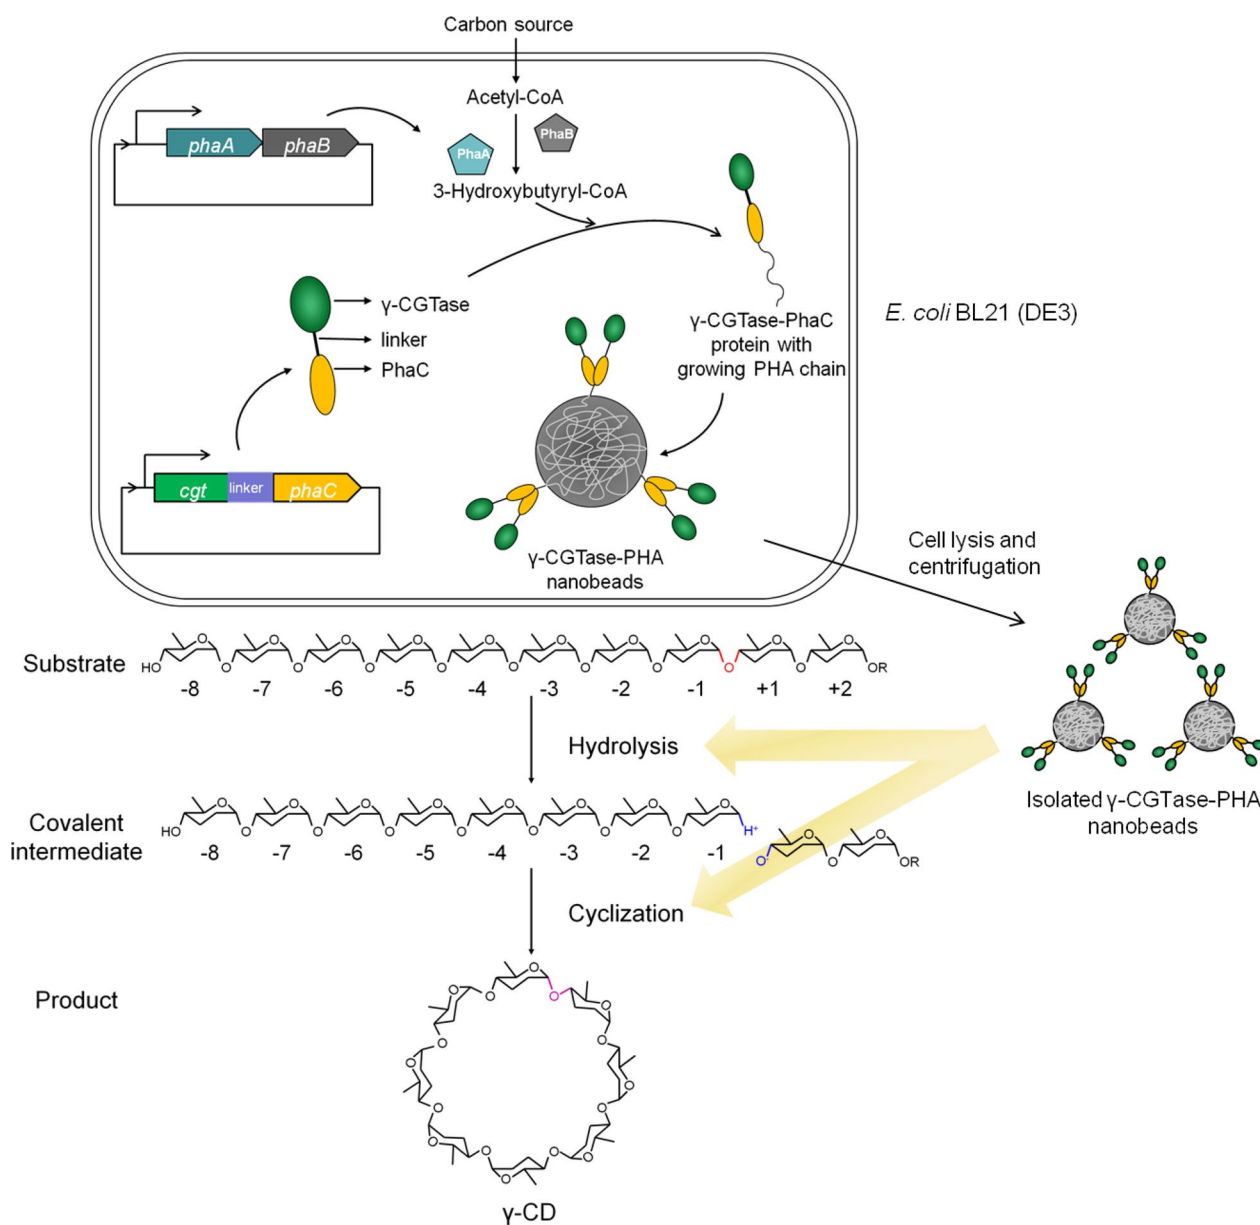 Carbon source
Acetyl-CoA
phaA
phaB
PhaA
PhaB
3-Hydroxybutyryl-CoA
γ-CGTase
linker
PhaC
γ-CGTase-PhaC
protein with
growing PHA chain
E. coli BL21 (DE3)
cgt
linker
phaC
γ-CGTase-PHA
nanobeads
Cell lysis and
centrifugation
Substrate
HO O O O O O O O O O O O O O O O O O O O OR
-8 -7 -6 -5 -4 -3 -2 -1 +1 +2
Hydrolysis
Isolated γ-CGTase-PHA
nanobeads
Covalent
intermediate
HO O O O O O O O O O O O O O O O H⁺
-8 -7 -6 -5 -4 -3 -2 -1
O⁻ O O O OR
Cyclization
Product
O O O O O O O O O O O O O O O O
γ-CD